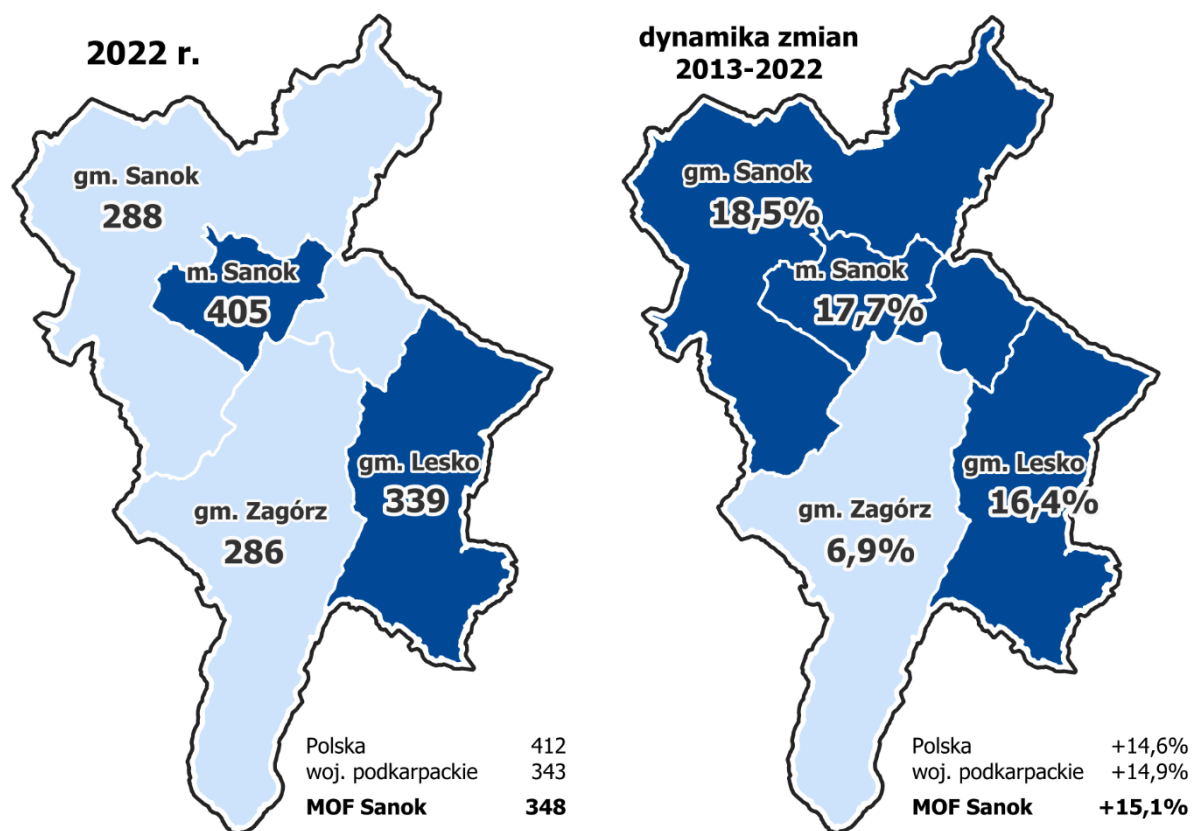 2022 r.
gm. Sanok
288
m. Sanok
405
gm. Lesko
339
gm. Zagórz
286
Polska 412
woj. podkarpackie 343
MOF Sanok 348
dynamika zmian
2013-2022
gm. Sanok
18,5%
m. Sanok
17,7%
gm. Lesko
16,4%
gm. Zagórz
6,9%
Polska +14,6%
woj. podkarpackie +14,9%
MOF Sanok +15,1%